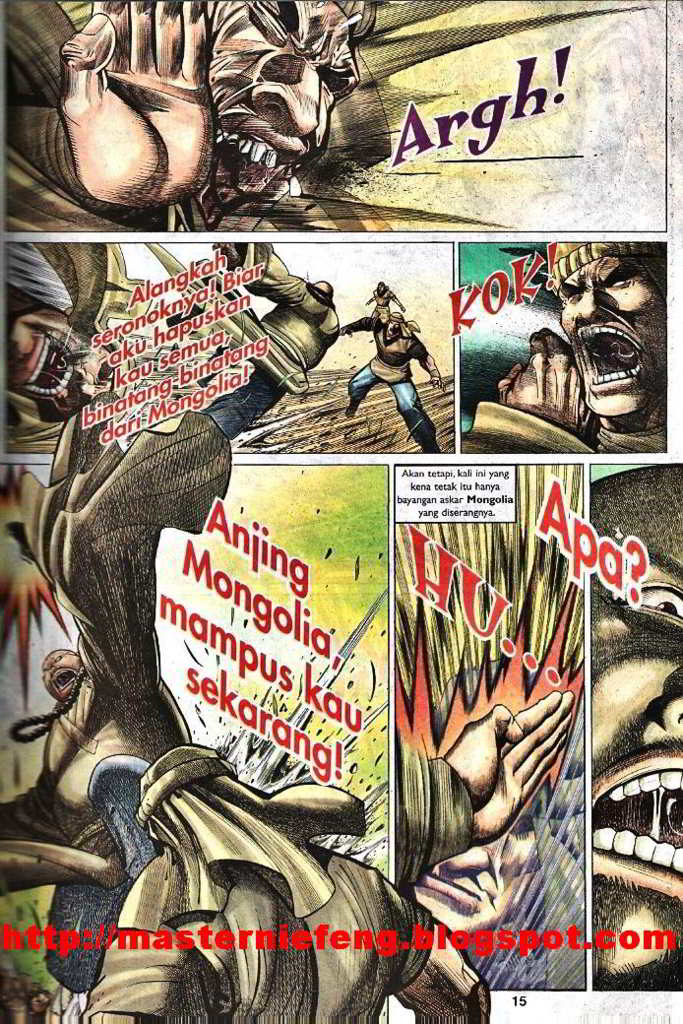 Argh!
Alangkah
seronoknya! Biar
aku hapuskan
kau semua,
binatang-binatang
dari Mongolia!
KOK!
Anjing
Mongolia,
mampus kau
sekarang!
Akan tetapi, kali ini yang
kena tetak itu hanya
bayangan askar Mongolia
yang diserangnya.
HU...
Apa?
http://masterniefeng.blogspot.com
15